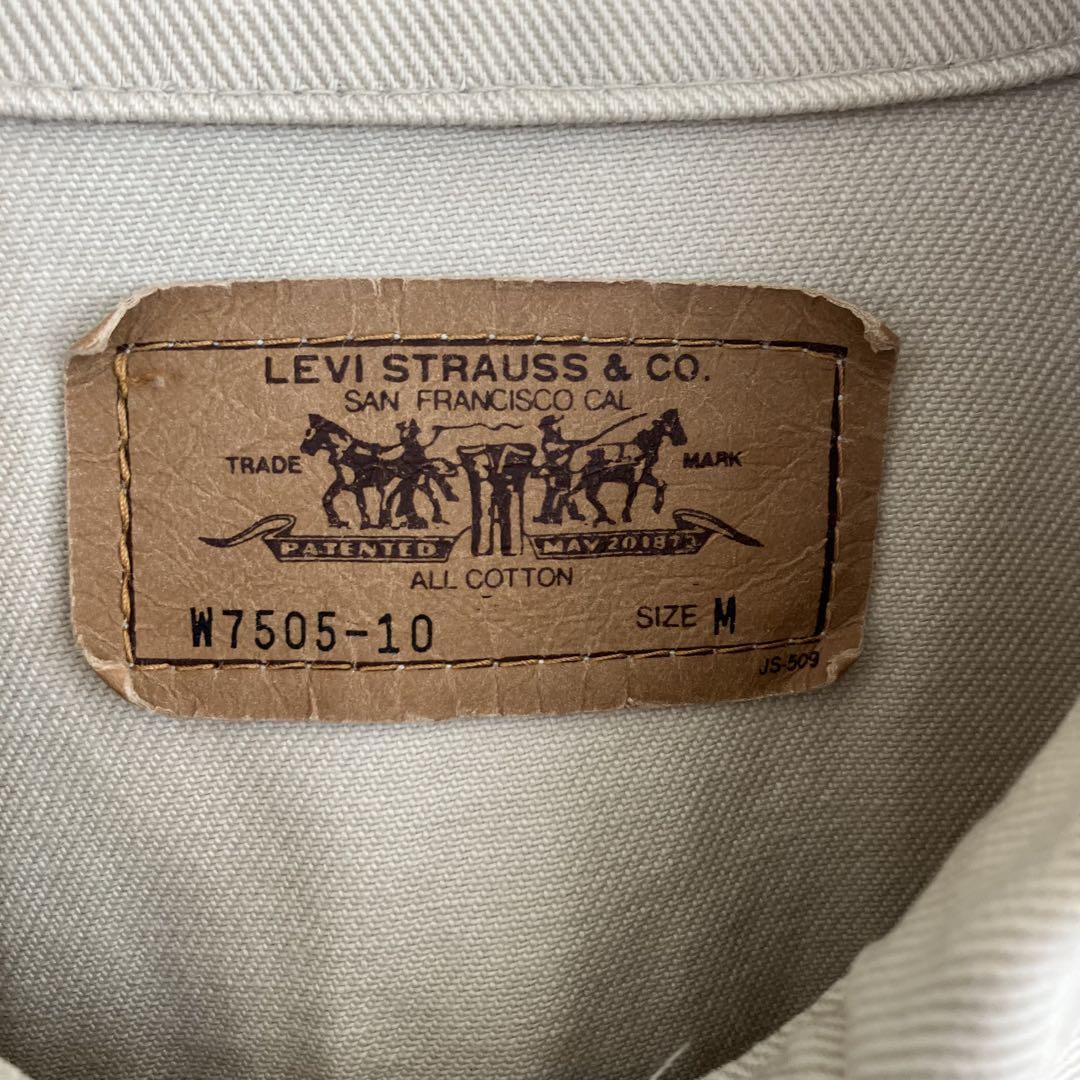 LEVI STRAUSS & CO.
SAN FRANCISCO CAL
TRADE MARK
PATENTED MAY 20 1873
ALL COTTON
W7505-10 SIZE M
JS-509